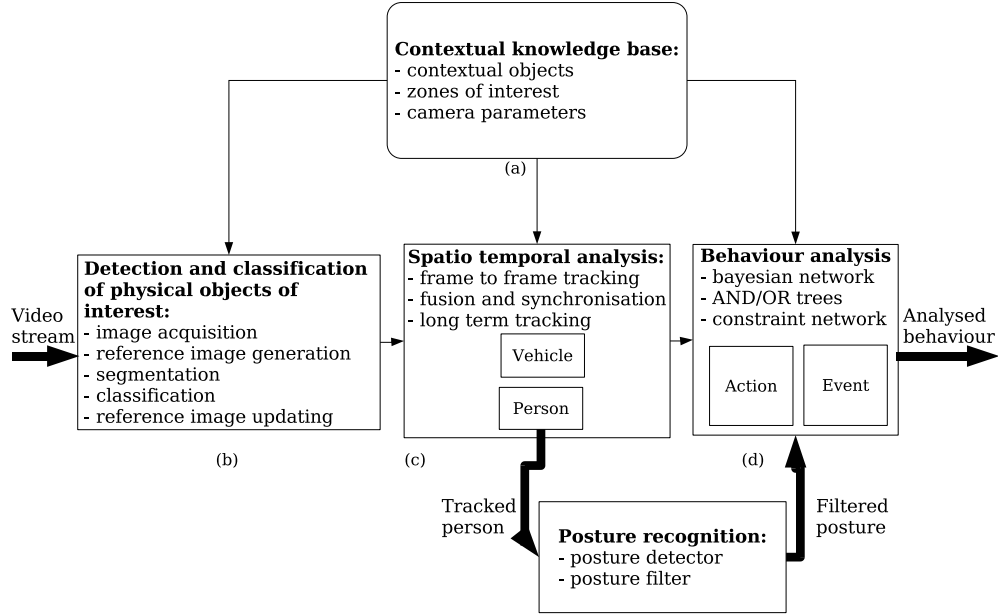 Contextual knowledge base:
- contextual objects
- zones of interest
- camera parameters
(a)
Video
stream
Detection and classification
of physical objects of
interest:
- image acquisition
- reference image generation
- segmentation
- classification
- reference image updating
(b)
Spatio temporal analysis:
- frame to frame tracking
- fusion and synchronisation
- long term tracking
Vehicle
Person
(c)
Behaviour analysis
- bayesian network
- AND/OR trees
- constraint network
Action
Event
(d)
Analysed
behaviour
Tracked
person
Posture recognition:
- posture detector
- posture filter
Filtered
posture